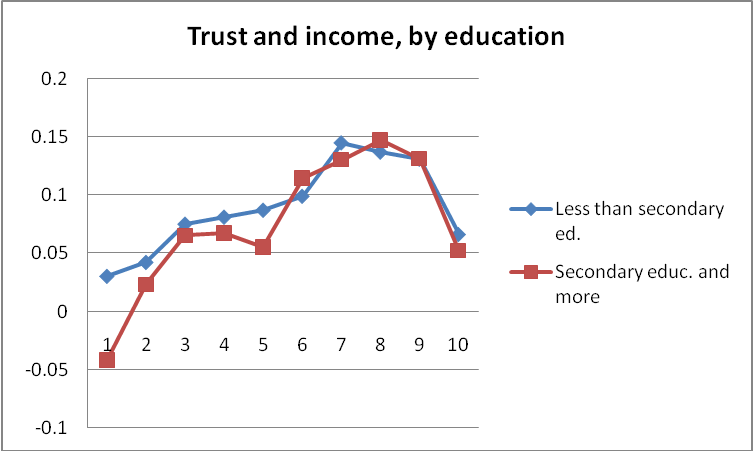 Trust and income, by education
0.2
0.15
0.1
0.05
0
-0.05
-0.1
1 2 3 4 5 6 7 8 9 10
Less than secondary
ed.
Secondary educ. and
more